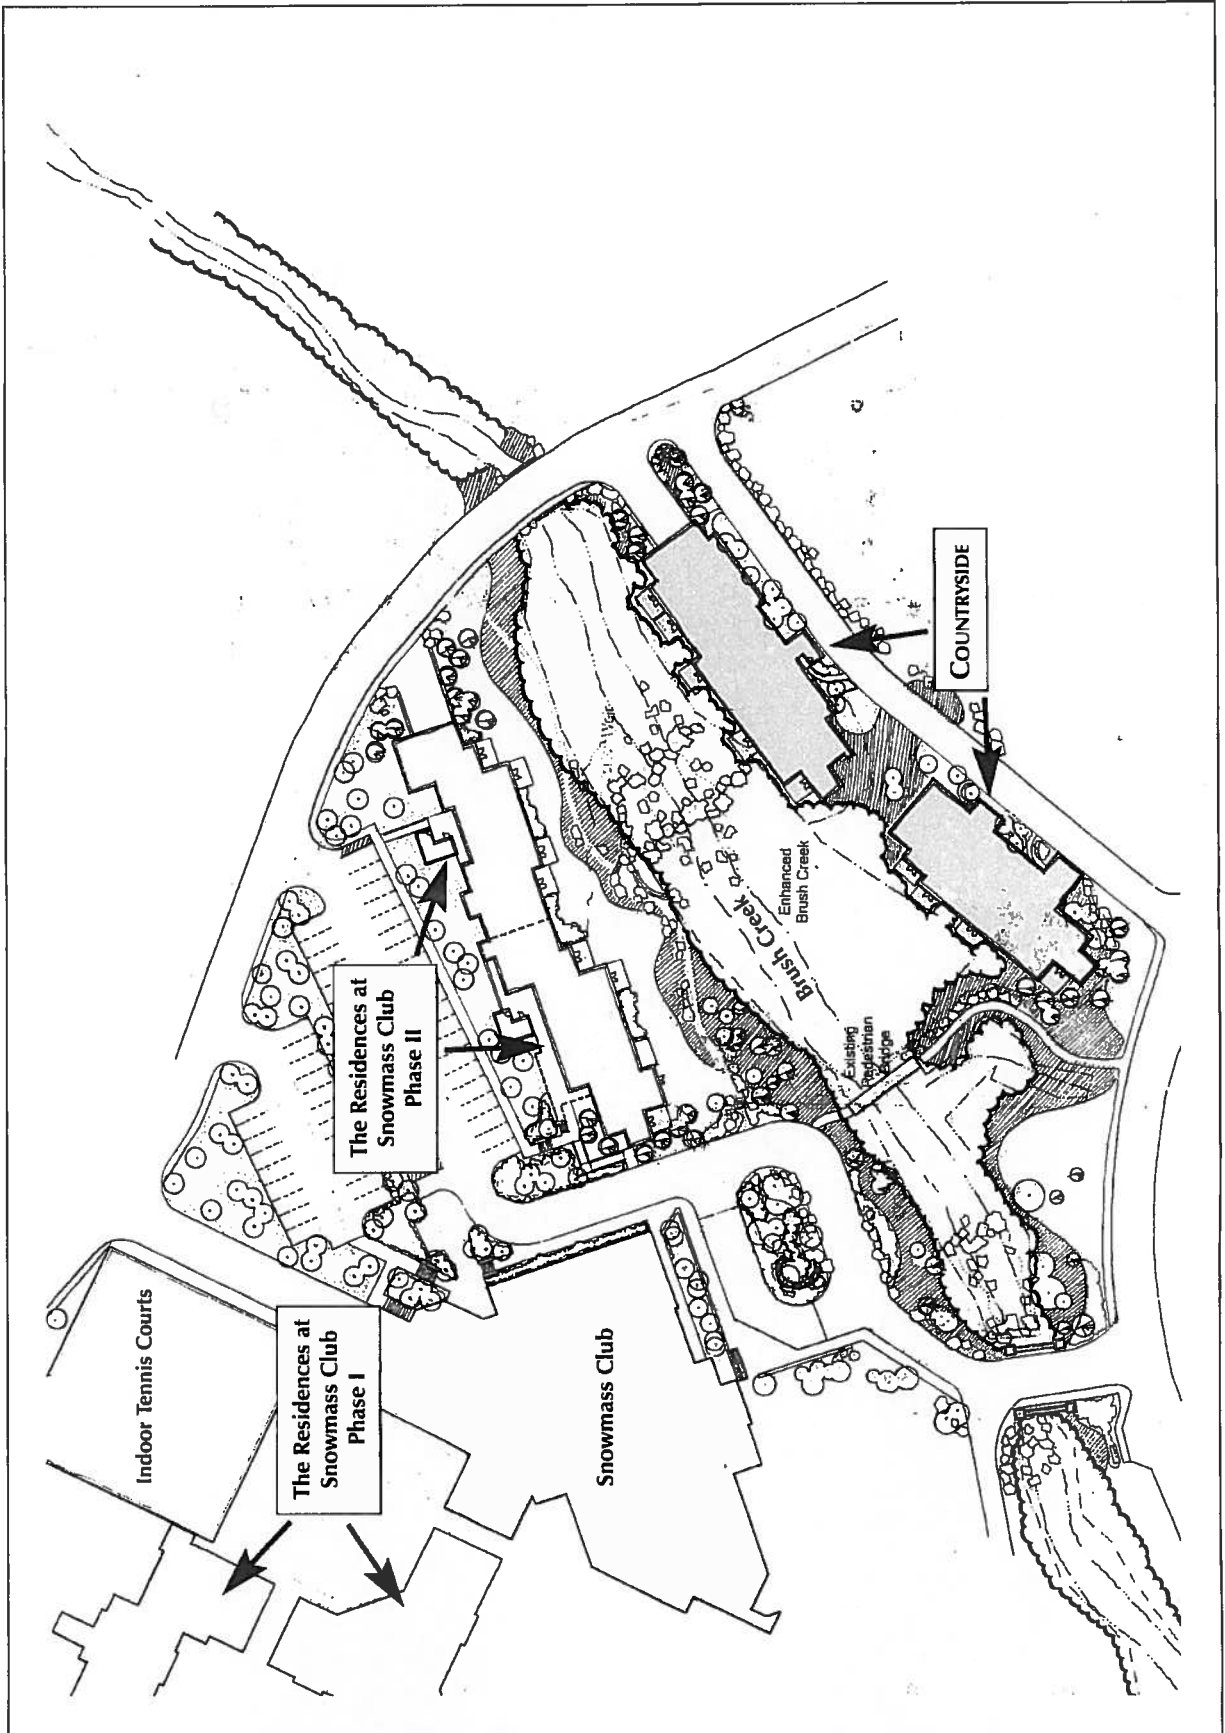 Indoor Tennis Courts
The Residences at
Snowmass Club
Phase I
Snowmass Club
The Residences at
Snowmass Club
Phase II
Existing
Pedestrian
Bridge
Brush Creek
Enhanced
Brush Creek
Weir
COUNTRYSIDE